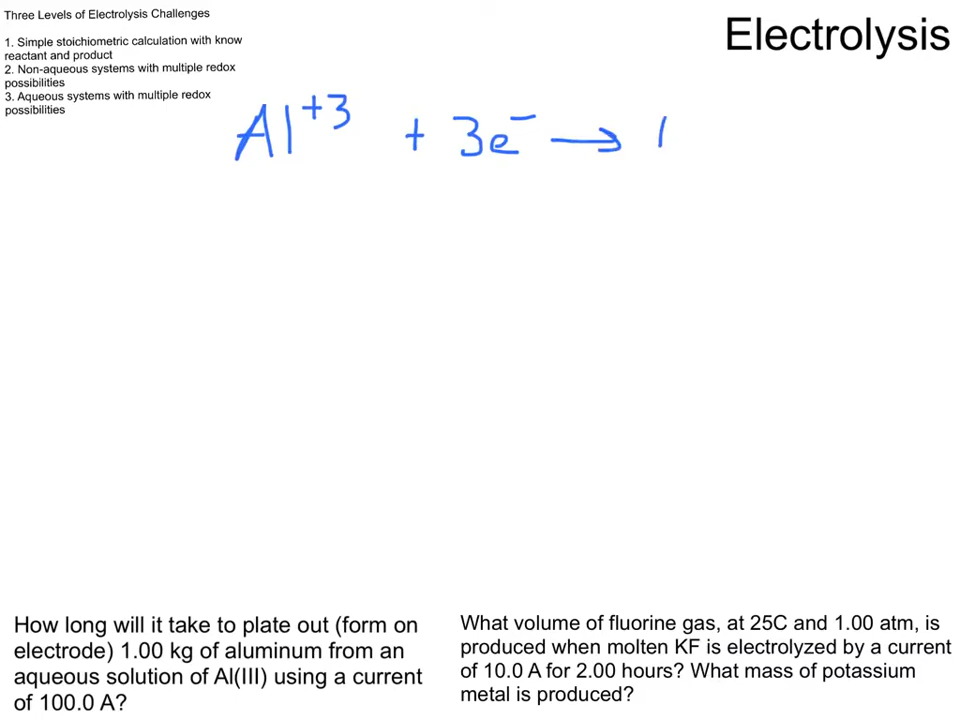 Three Levels of Electrolysis Challenges
Electrolysis
1. Simple stoichiometric calculation with know
reactant and product
2. Non-aqueous systems with multiple redox
possibilities
3. Aqueous systems with multiple redox
possibilities
Al+3 + 3e- →
How long will it take to plate out (form on
electrode) 1.00 kg of aluminum from an
aqueous solution of Al(III) using a current
of 100.0 A?
What volume of fluorine gas, at 25C and 1.00 atm, is
produced when molten KF is electrolyzed by a current
of 10.0 A for 2.00 hours? What mass of potassium
metal is produced?